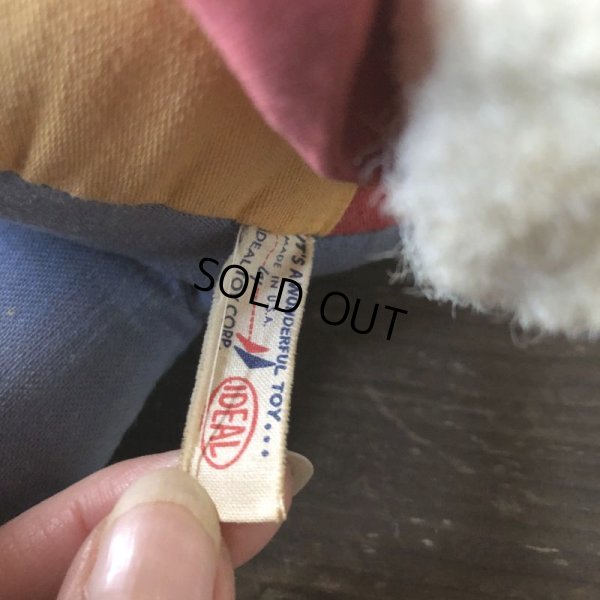 IT'S A WONDERFUL TOY...
MADE IN U.S.A.
IDEAL TOY CORP
IDEAL
SOLD OUT